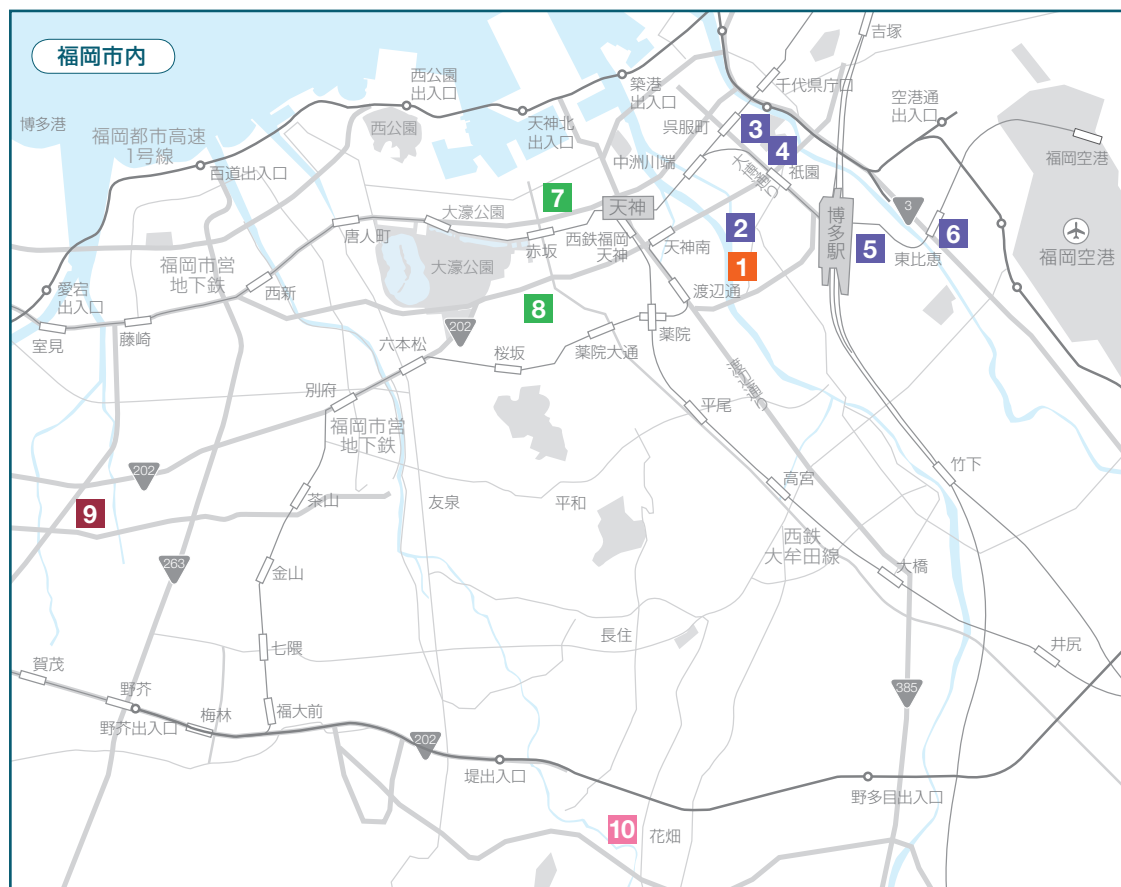 福岡市内
吉塚
西公園
出入口
築港
出入口
千代県庁口
空港通
出入口
博多港
福岡都市高速
1号線
西公園
天神北
出入口
呉服町
3
4
中洲川端
大博通り
祇園
福岡空港
百道出入口
7
大濠公園
天神
2
3
6
博多駅
5
東比恵
福岡空港
唐人町
赤坂
西鉄福岡
天神
天神南
1
大濠公園
福岡市営
地下鉄
西新
愛宕
出入口
8
渡辺通
室見
藤崎
202
六本松
桜坂
薬院大通
薬院
渡辺通り
別府
平尾
福岡市営
地下鉄
竹下
202
高宮
9
茶山
友泉
平和
西鉄
大牟田線
263
金山
大橋
長住
七隈
井尻
賀茂
野芥
385
野芥出入口
梅林
福大前
202
堤出入口
野多目出入口
10
花畑